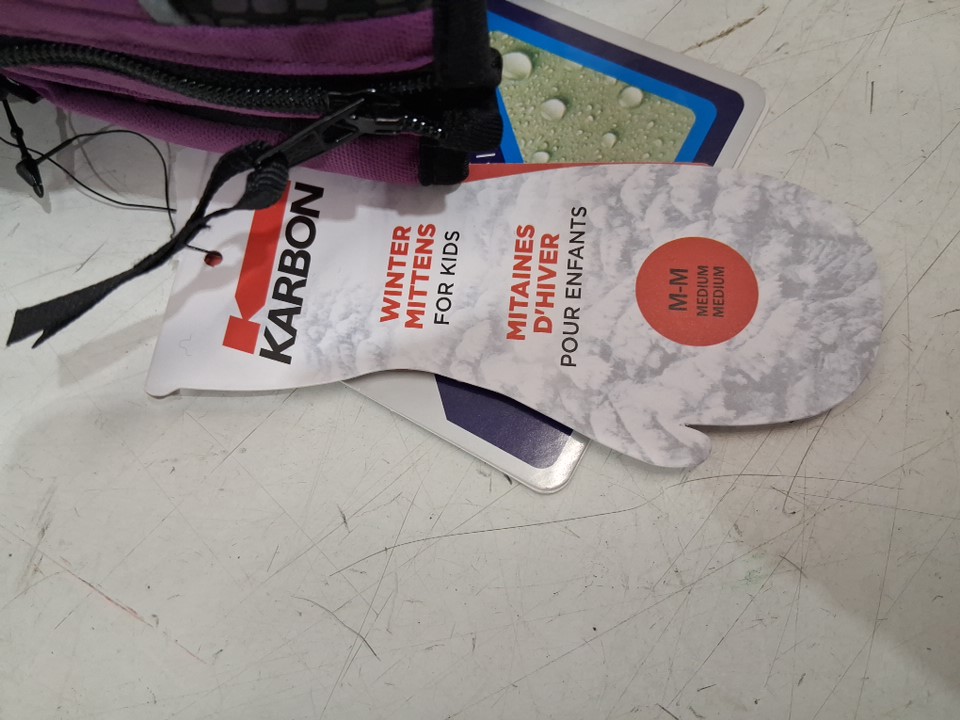 KARBON
WINTER
MITTENS
FOR KIDS
MITAINES
D'HIVER
POUR ENFANTS
M-M
MEDIUM
MEDIUM